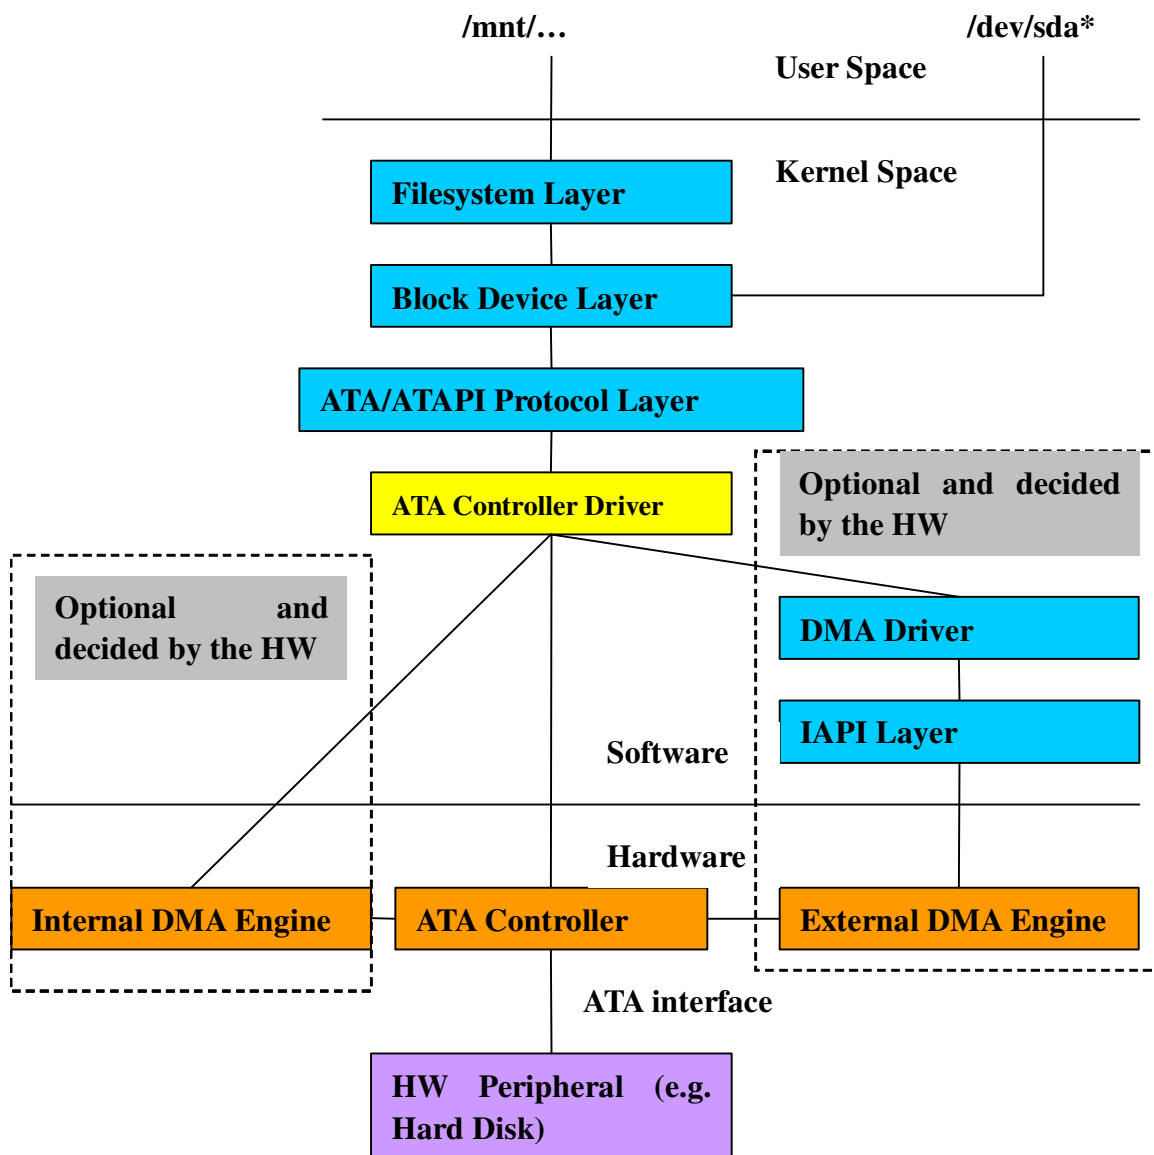 /mnt/…
/dev/sda*
User Space
Kernel Space
Filesystem Layer
Block Device Layer
ATA/ATAPI Protocol Layer
ATA Controller Driver
Optional and decided
by the HW
Optional and
decided by the HW
DMA Driver
IAPI Layer
Software
Hardware
Internal DMA Engine
ATA Controller
External DMA Engine
ATA interface
HW Peripheral (e.g.
Hard Disk)